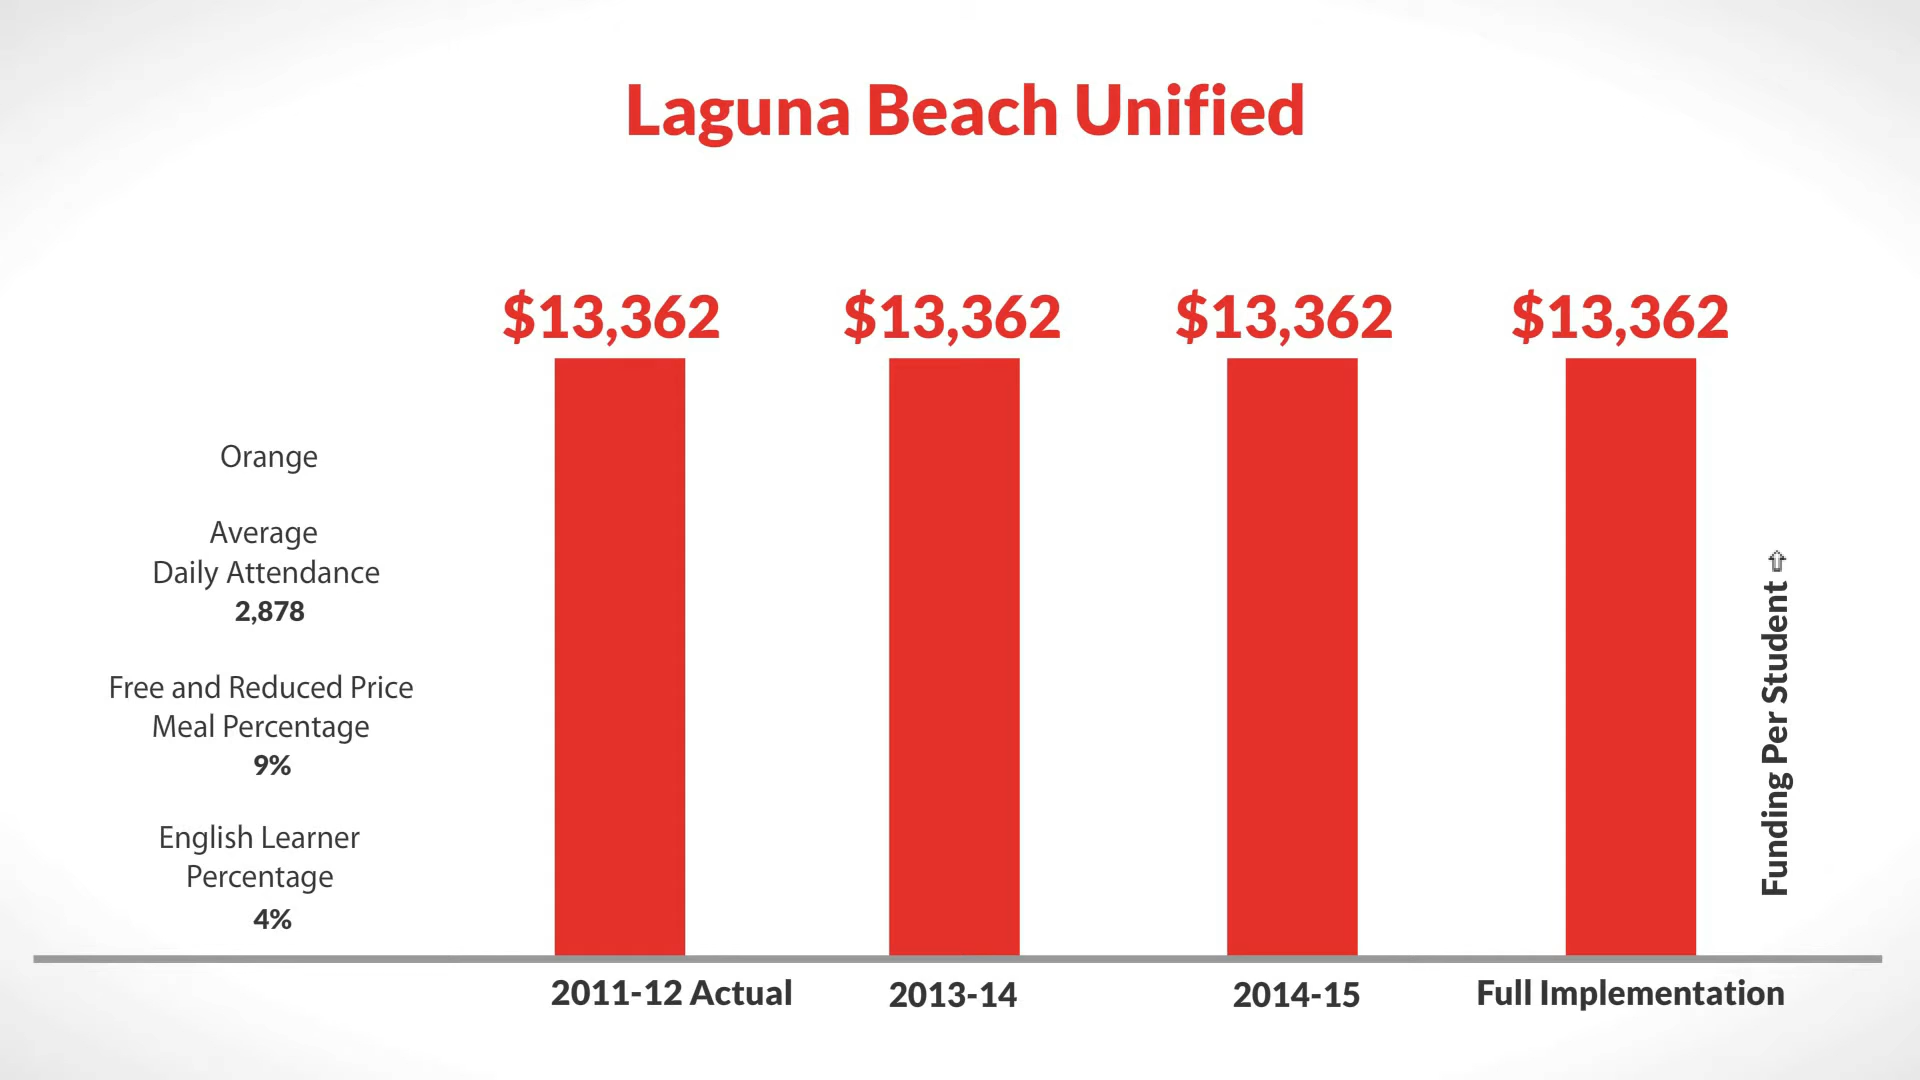 Laguna Beach Unified
$13,362
$13,362
$13,362
$13,362
Orange
Average
Daily Attendance
2,878
Free and Reduced Price
Meal Percentage
9%
English Learner
Percentage
4%
Funding Per Student ⇧
2011-12 Actual
2013-14
2014-15
Full Implementation